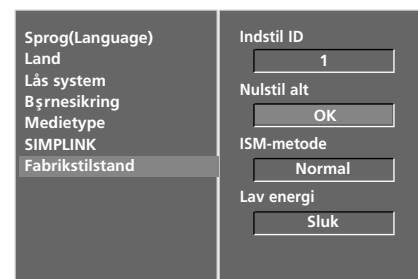 Sprog(Language)
Land
Lås system
Bşrnesikring
Medietype
SIMPLINK
Fabrikstilstand
Indstil ID
1
Nulstil alt
OK
ISM-metode
Normal
Lav energi
Sluk